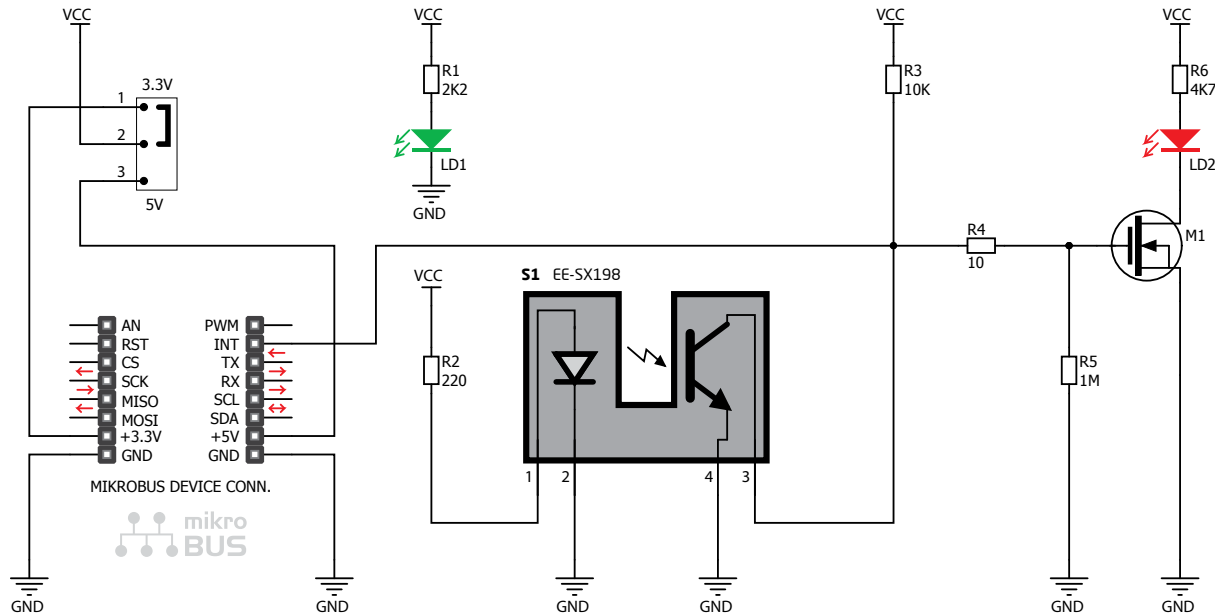 VCC
VCC
VCC
VCC
R1
2K2
R3
10K
R6
4K7
3.3V
1
2
3
5V
LD1
GND
LD2
R4
10
M1
VCC
S1 EE-SX198
R2
220
R5
1M
AN
PWM
RST
INT
CS
TX
SCK
RX
MISO
SCL
MOSI
SDA
+3.3V
+5V
GND
GND
1
2
4
3
MIKROBUS DEVICE CONN.
mikro
BUS
GND
GND
GND
GND
GND
GND